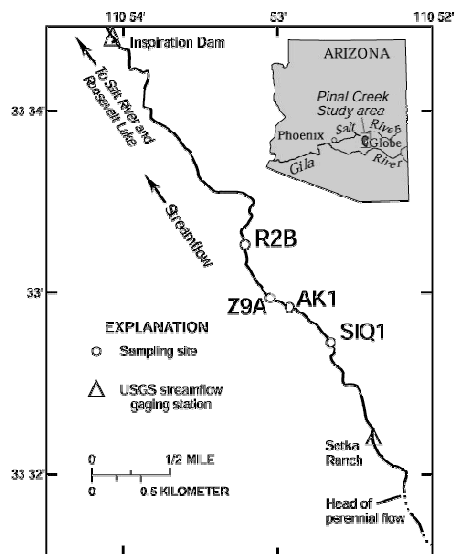 110 54'
53'
110 52'
Inspiration Dam
33 34'
To Salt River and
Roosevelt Lake
ARIZONA
Pinal Creek
Study area
Phoenix
Salt
River
Globe
Gila
River
Streamflow
R2B
33'
Z9A
AK1
SIQ1
EXPLANATION
Sampling site
USGS streamflow
gaging station
Setka
Ranch
0 1/2 MILE
0 0.5 KILOMETER
33 32'
Head of
perennial flow